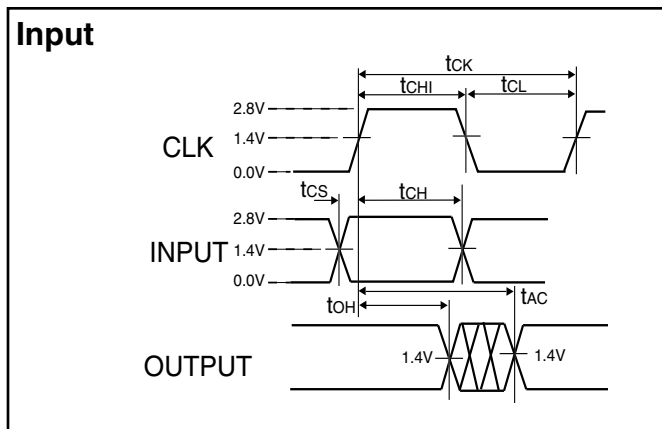 Input
tCK
tCHI
tCL
2.8V
1.4V
CLK
0.0V
tCS
tCH
2.8V
INPUT
1.4V
0.0V
tAC
tOH
1.4V
1.4V
OUTPUT